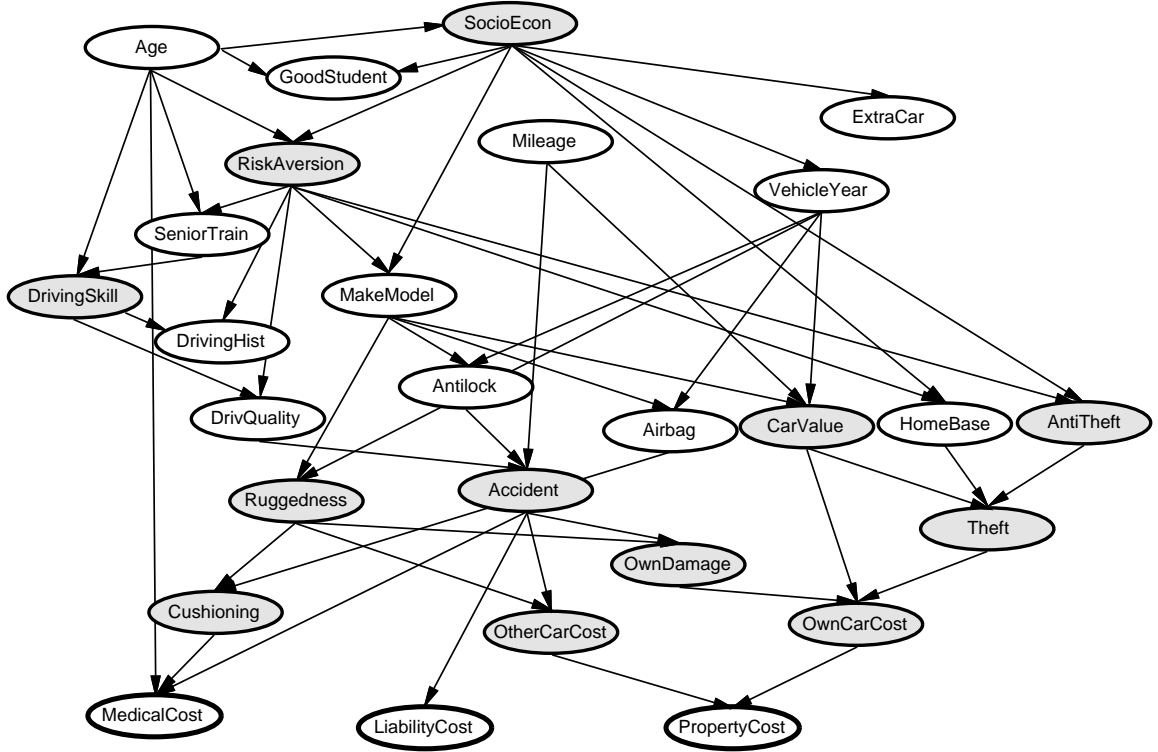 SocioEcon
Age
GoodStudent
ExtraCar
Mileage
RiskAversion
VehicleYear
SeniorTrain
DrivingSkill
MakeModel
DrivingHist
Antilock
DrivQuality
Airbag
CarValue
HomeBase
AntiTheft
Ruggedness
Accident
Theft
OwnDamage
Cushioning
OtherCarCost
OwnCarCost
MedicalCost
LiabilityCost
PropertyCost